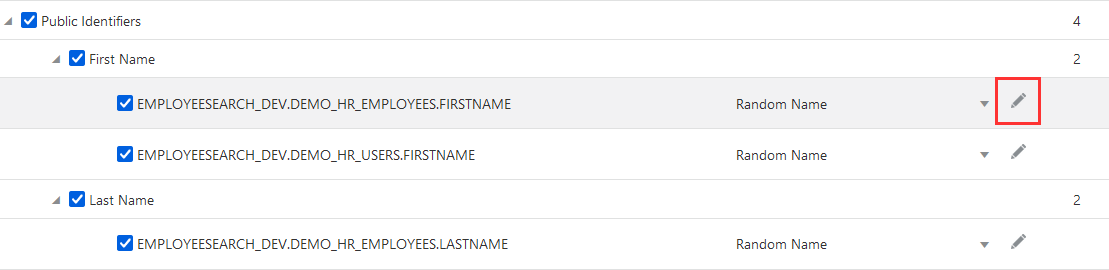 Public Identifiers 4
First Name 2
EMPLOYEESEARCH_DEV.DEMO_HR_EMPLOYEES.FIRSTNAME Random Name
EMPLOYEESEARCH_DEV.DEMO_HR_USERS.FIRSTNAME Random Name
Last Name 2
EMPLOYEESEARCH_DEV.DEMO_HR_EMPLOYEES.LASTNAME Random Name